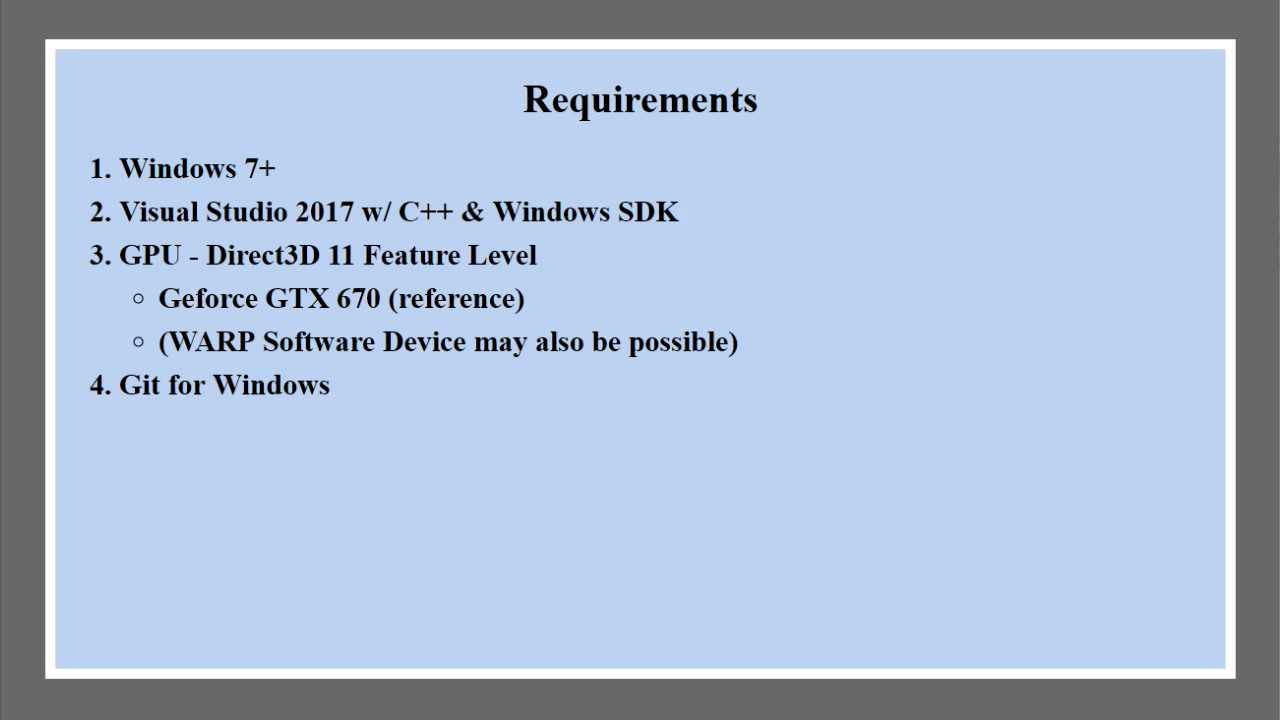 Requirements
1. Windows 7+
2. Visual Studio 2017 w/ C++ & Windows SDK
3. GPU - Direct3D 11 Feature Level
○ Geforce GTX 670 (reference)
○ (WARP Software Device may also be possible)
4. Git for Windows